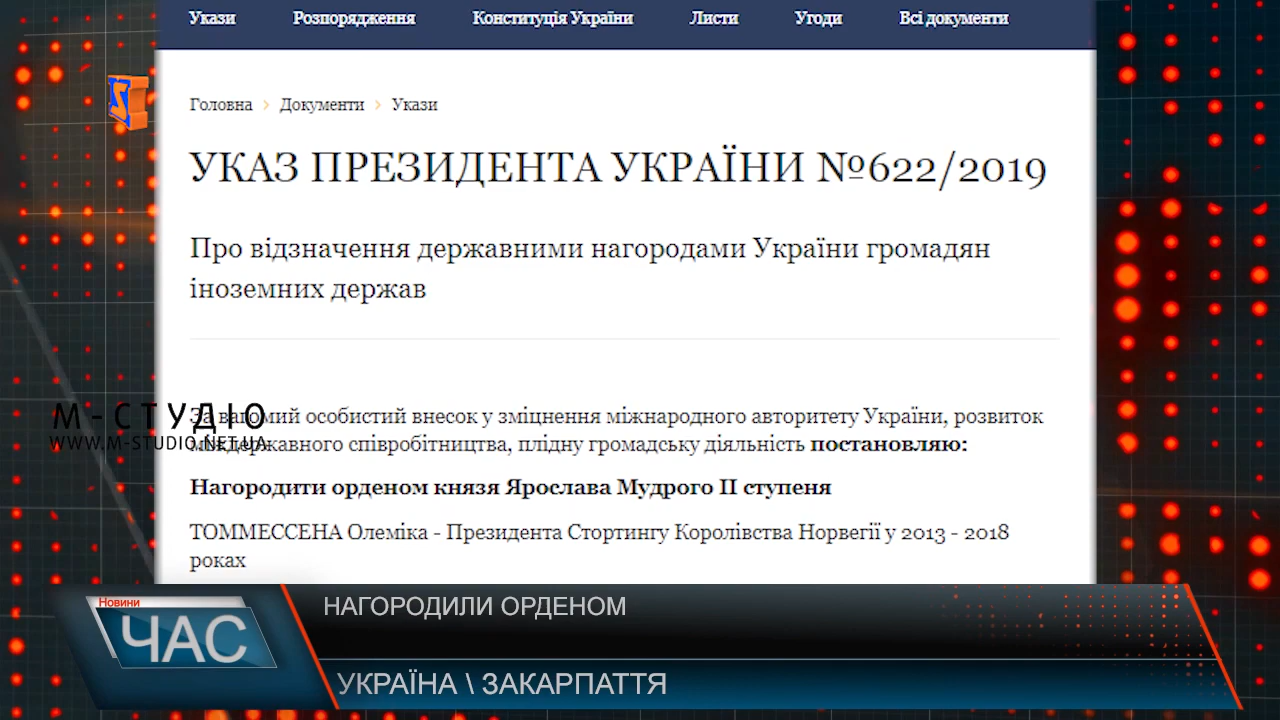 Укази Розпорядження Конституція України Листи Угоди Всі документи
Головна > Документи > Укази
УКАЗ ПРЕЗИДЕНТА УКРАЇНИ №622/2019
Про відзначення державними нагородами України громадян
іноземних держав
За вагомий особистий внесок у зміцнення міжнародного авторитету України, розвиток
міждержавного співробітництва, плідну громадську діяльність постановляю:
М-СТУДІО
WWW.M-STUDIO.NET.UA
Нагородити орденом князя Ярослава Мудрого II ступеня
ТОММЕССЕНА Олеміка - Президента Стортингу Королівства Норвегії у 2013 - 2018
роках
Новини
ЧАС
НАГОРОДИЛИ ОРДЕНОМ
УКРАЇНА \ ЗАКАРПАТТЯ